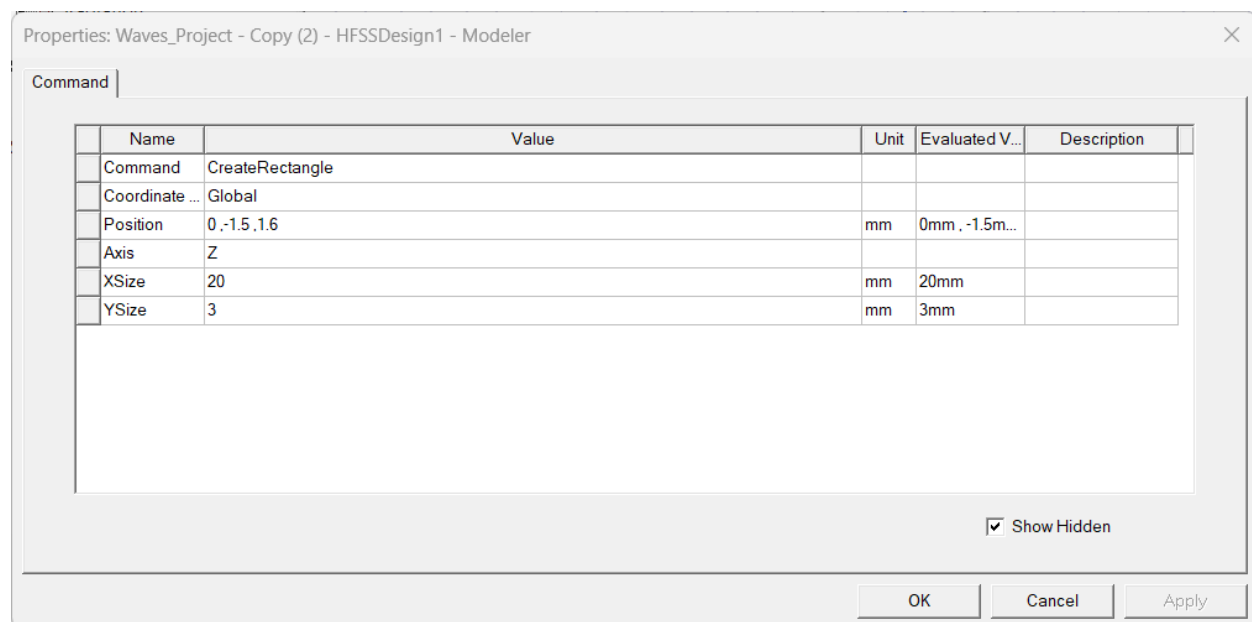 Properties: Waves_Project - Copy (2) - HFSSDesign1 - Modeler
Command
Name Value Unit Evaluated V... Description
Command CreateRectangle
Coordinate ... Global
Position 0 ,-1.5 ,1.6 mm 0mm , -1.5m...
Axis Z
XSize 20 mm 20mm
YSize 3 mm 3mm
Show Hidden
OK Cancel Apply